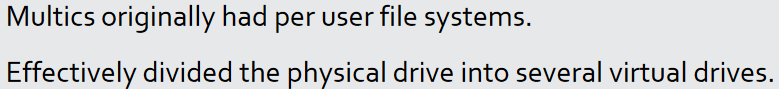 Multics originally had per user file systems.
Effectively divided the physical drive into several virtual drives.